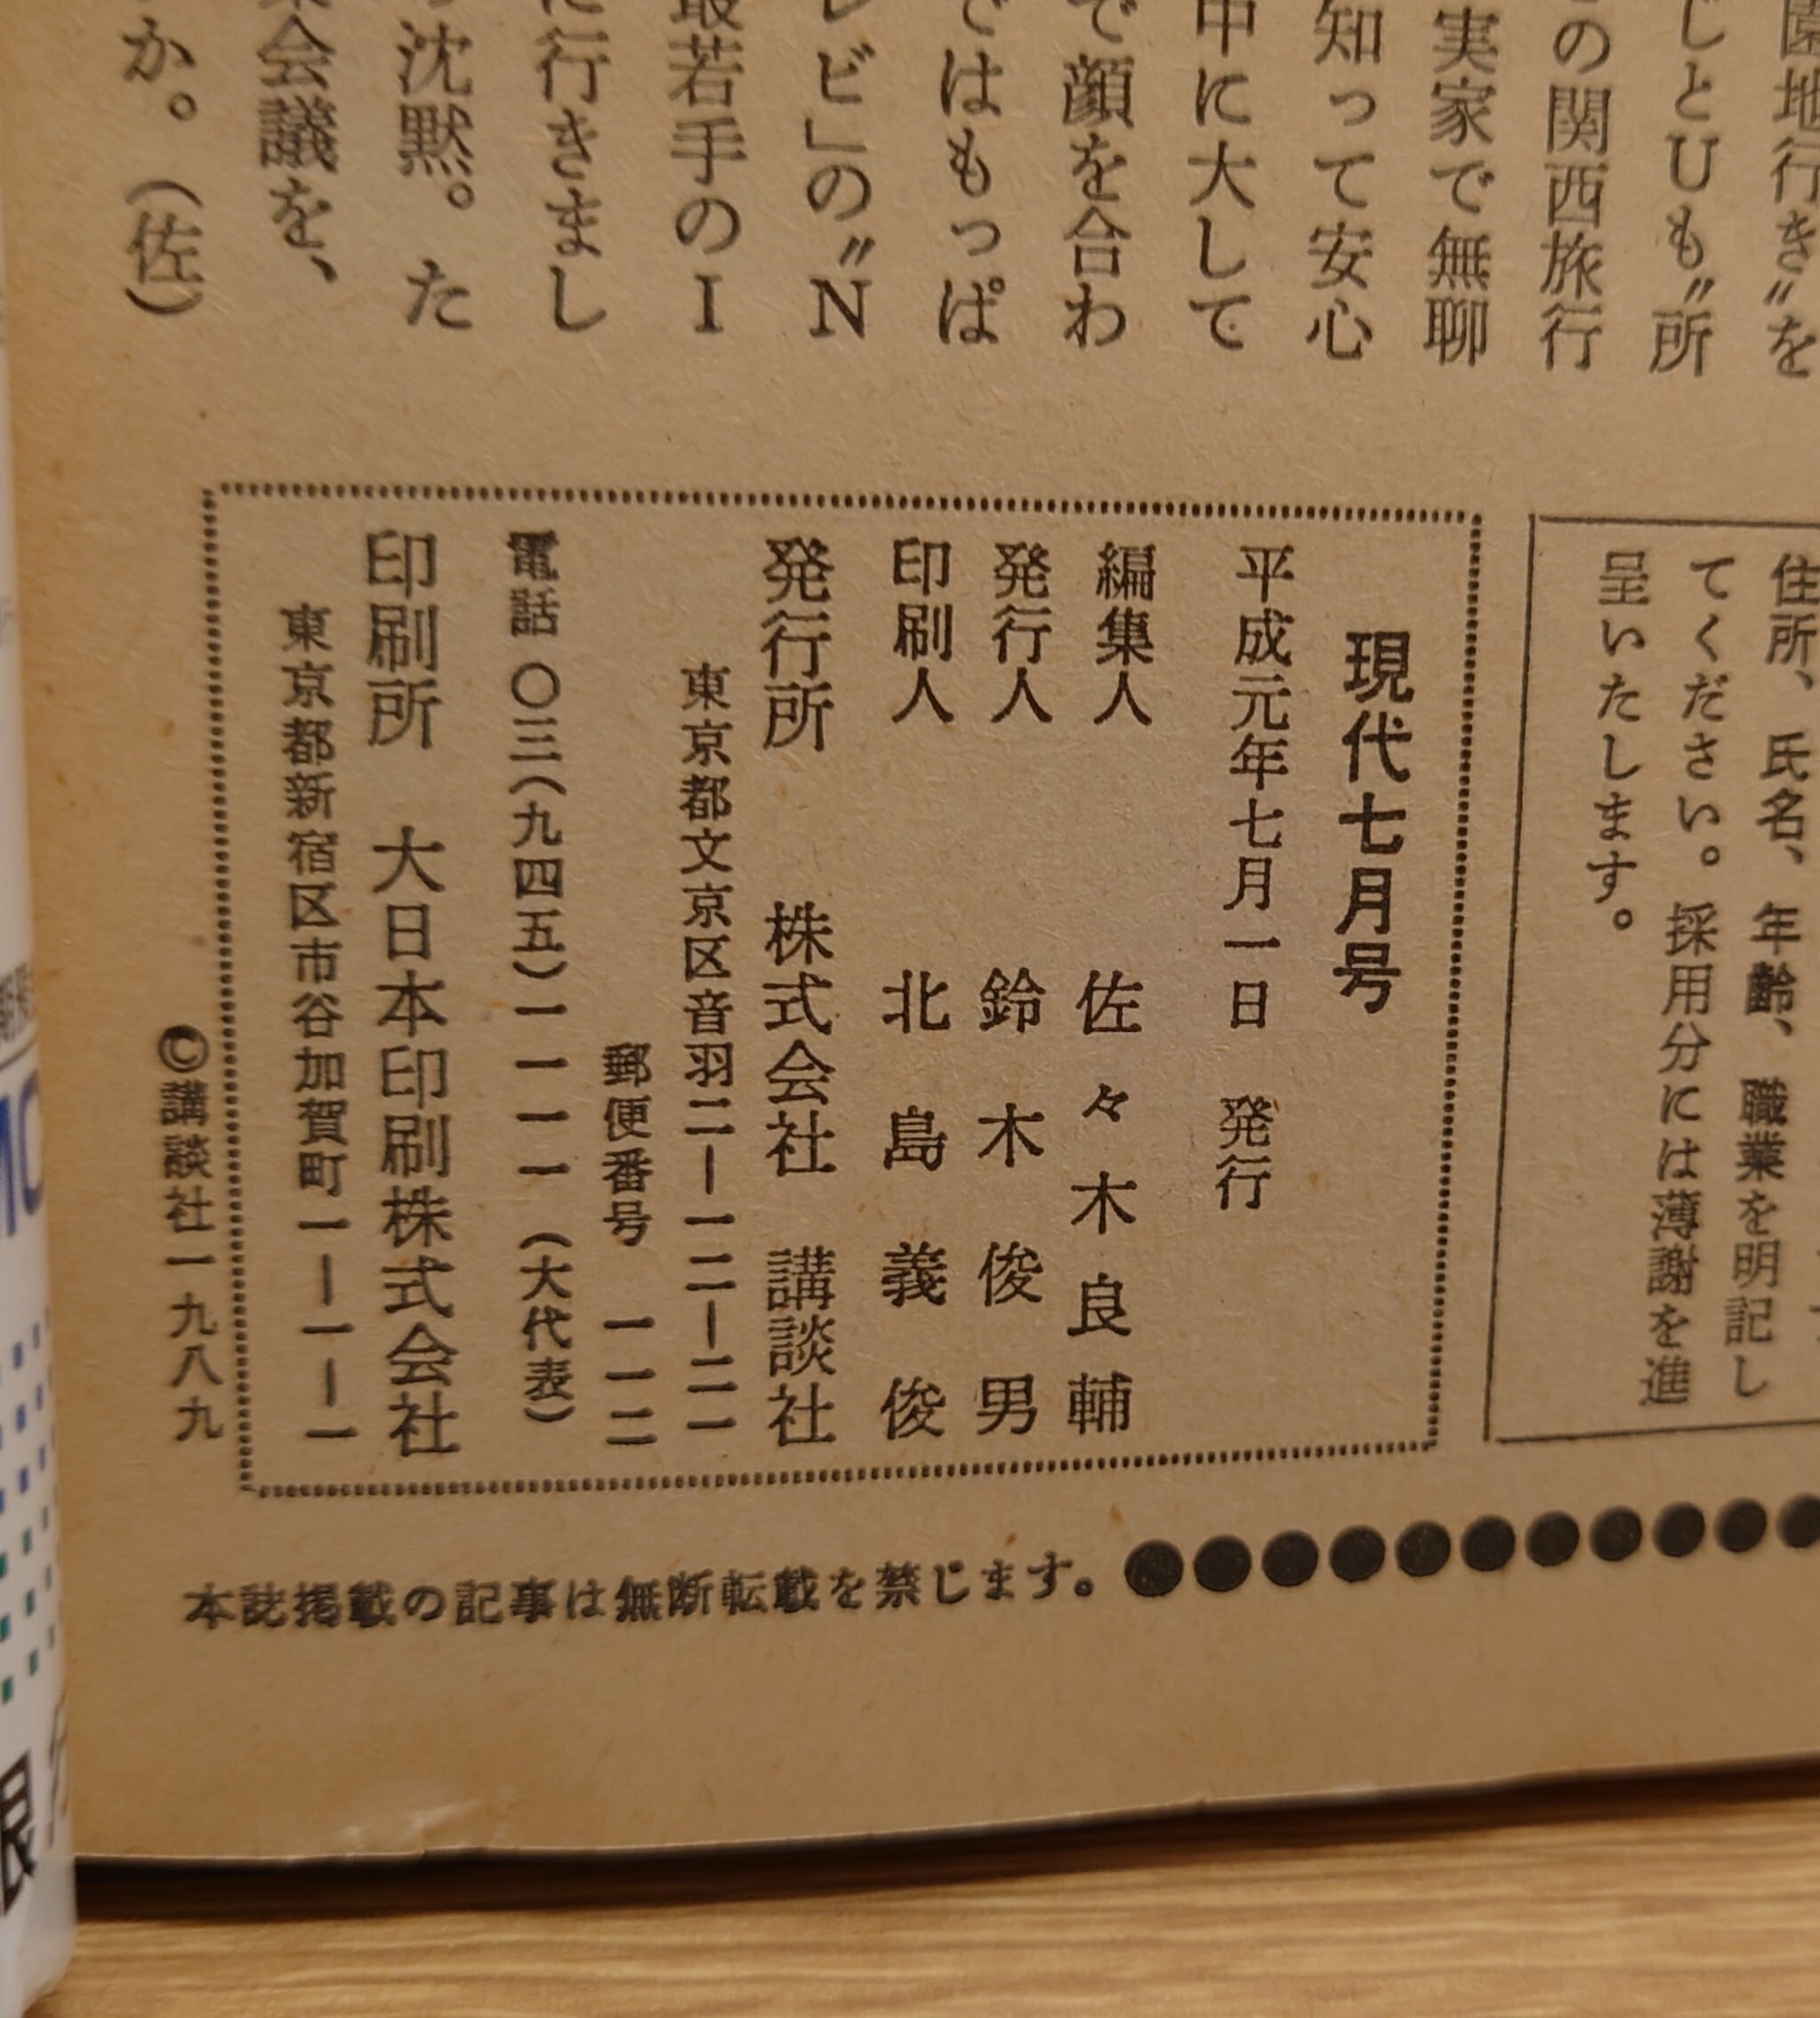 園地行き〟を
じとひも〝所
の関西旅行
実家で無聊
知って安心
中に大して
で顔を合わ
ではもっぱ
レビ」の〝N
最若手のI
に行きまし
沈黙。た
会議を、
か。（佐）
住所、氏名、年齢、職業を明記し
てください。採用分には薄謝を進
呈いたします。
現代七月号
平成元年七月一日　発行
編集人　佐々木良輔
発行人　鈴木俊男
印刷人　北島義俊
発行所　株式会社　講談社
東京都文京区音羽二ー一二ー二一
郵便番号　一一二
電話　〇三（九四五）一一一一（大代表）
印刷所　大日本印刷株式会社
東京都新宿区市谷加賀町一ー一ー一
©講談社一九八九
本誌掲載の記事は無断転載を禁じます。